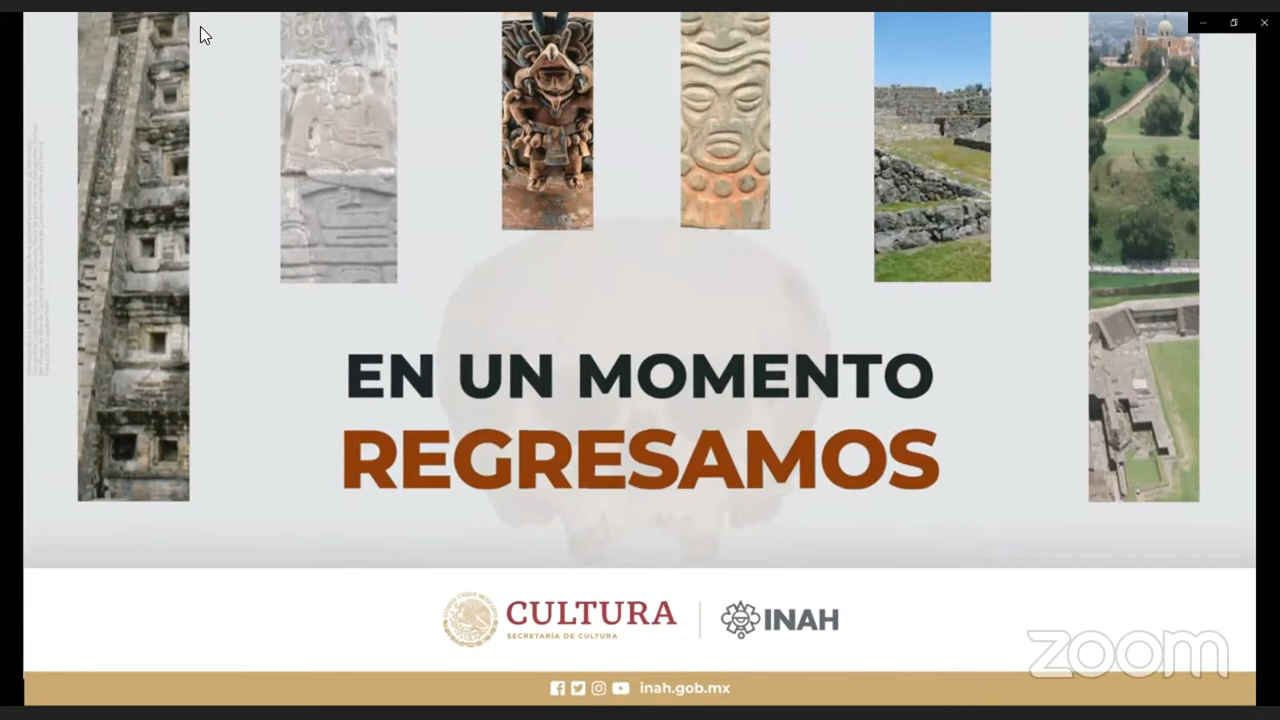 EN UN MOMENTO
REGRESAMOS
CULTURA
SECRETARÍA DE CULTURA
INAH
zoom
inah.gob.mx